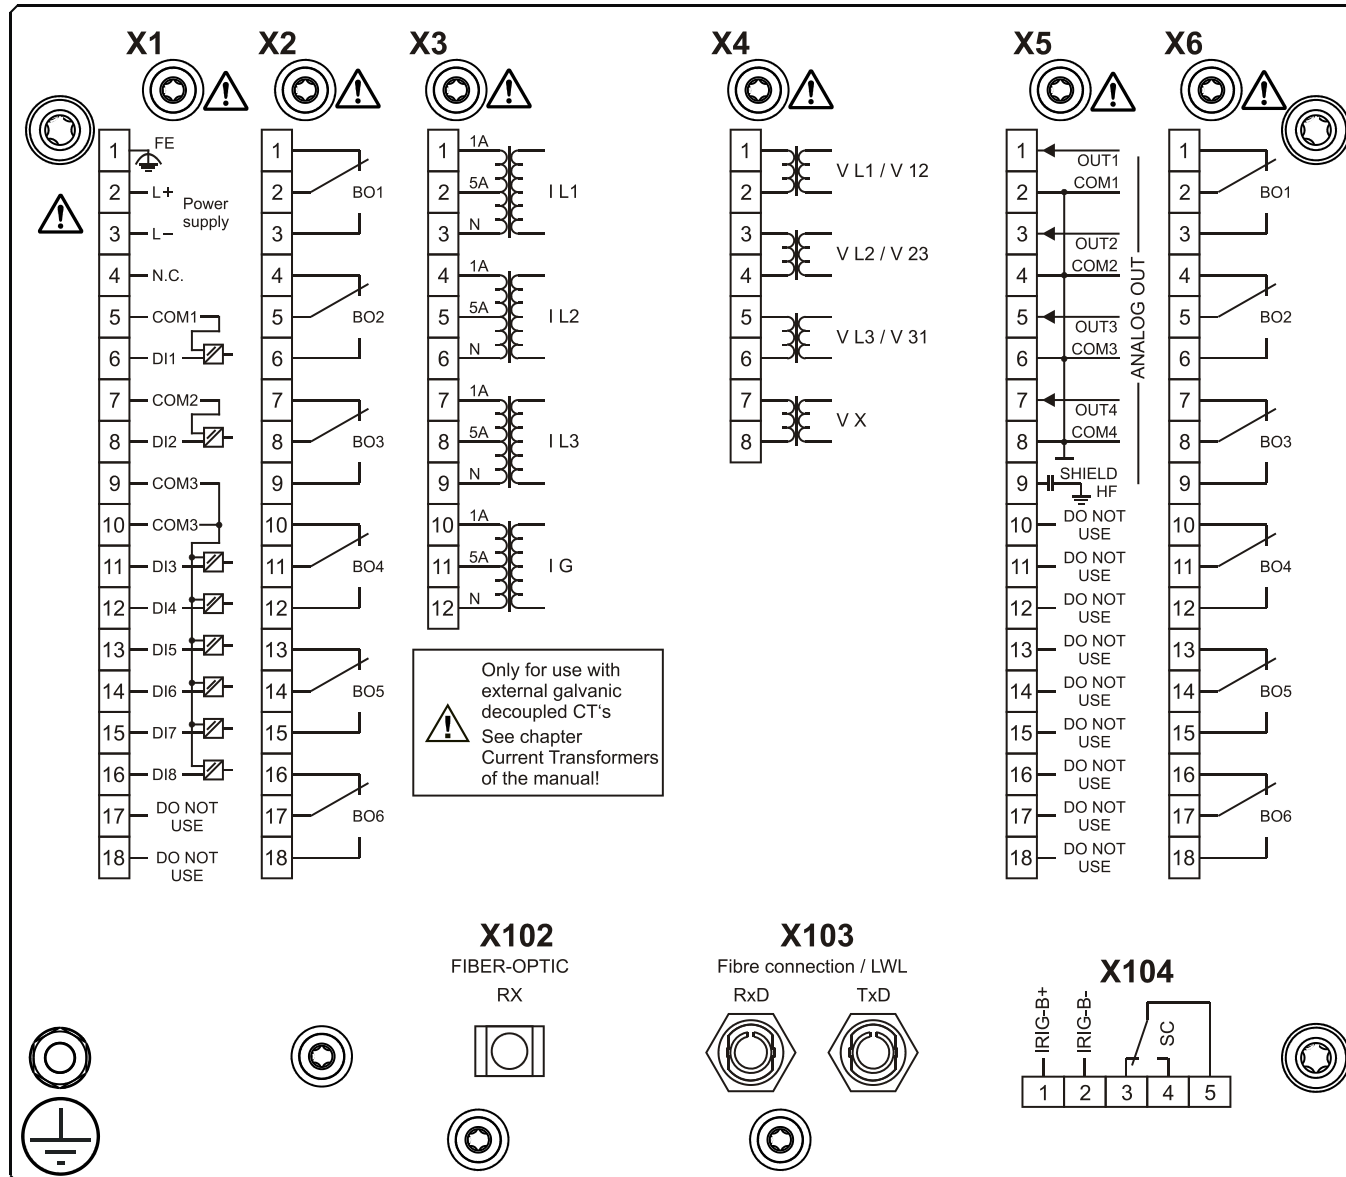 X1
X2
X3
X4
X5
X6
1 FE
2 L+
Power
supply
3 L−
4 N.C.
5 COM1
6 DI1
7 COM2
8 DI2
9 COM3
10 COM3
11 DI3
12 DI4
13 DI5
14 DI6
15 DI7
16 DI8
17 DO NOT
USE
18 DO NOT
USE
1
2 BO1
3
4
5 BO2
6
7
8 BO3
9
10
11 BO4
12
13
14 BO5
15
16
17 BO6
18
1 1A
2 5A I L1
3 N
4 1A
5 5A I L2
6 N
7 1A
8 5A I L3
9 N
10 1A
11 5A I G
12 N
Only for use with
external galvanic
decoupled CT‘s
See chapter
Current Transformers
of the manual!
1
V L1 / V 12
2
3
V L2 / V 23
4
5
V L3 / V 31
6
7
V X
8
1 OUT1
2 COM1
3 OUT2
4 COM2
5 OUT3
6 COM3
7 OUT4
8 COM4
ANALOG OUT
9 SHIELD
HF
10 DO NOT
USE
11 DO NOT
USE
12 DO NOT
USE
13 DO NOT
USE
14 DO NOT
USE
15 DO NOT
USE
16 DO NOT
USE
17 DO NOT
USE
18 DO NOT
USE
1
2 BO1
3
4
5 BO2
6
7
8 BO3
9
10
11 BO4
12
13
14 BO5
15
16
17 BO6
18
X102
FIBER-OPTIC
RX
X103
Fibre connection / LWL
RxD TxD
X104
IRIG-B+
IRIG-B-
SC
1 2 3 4 5